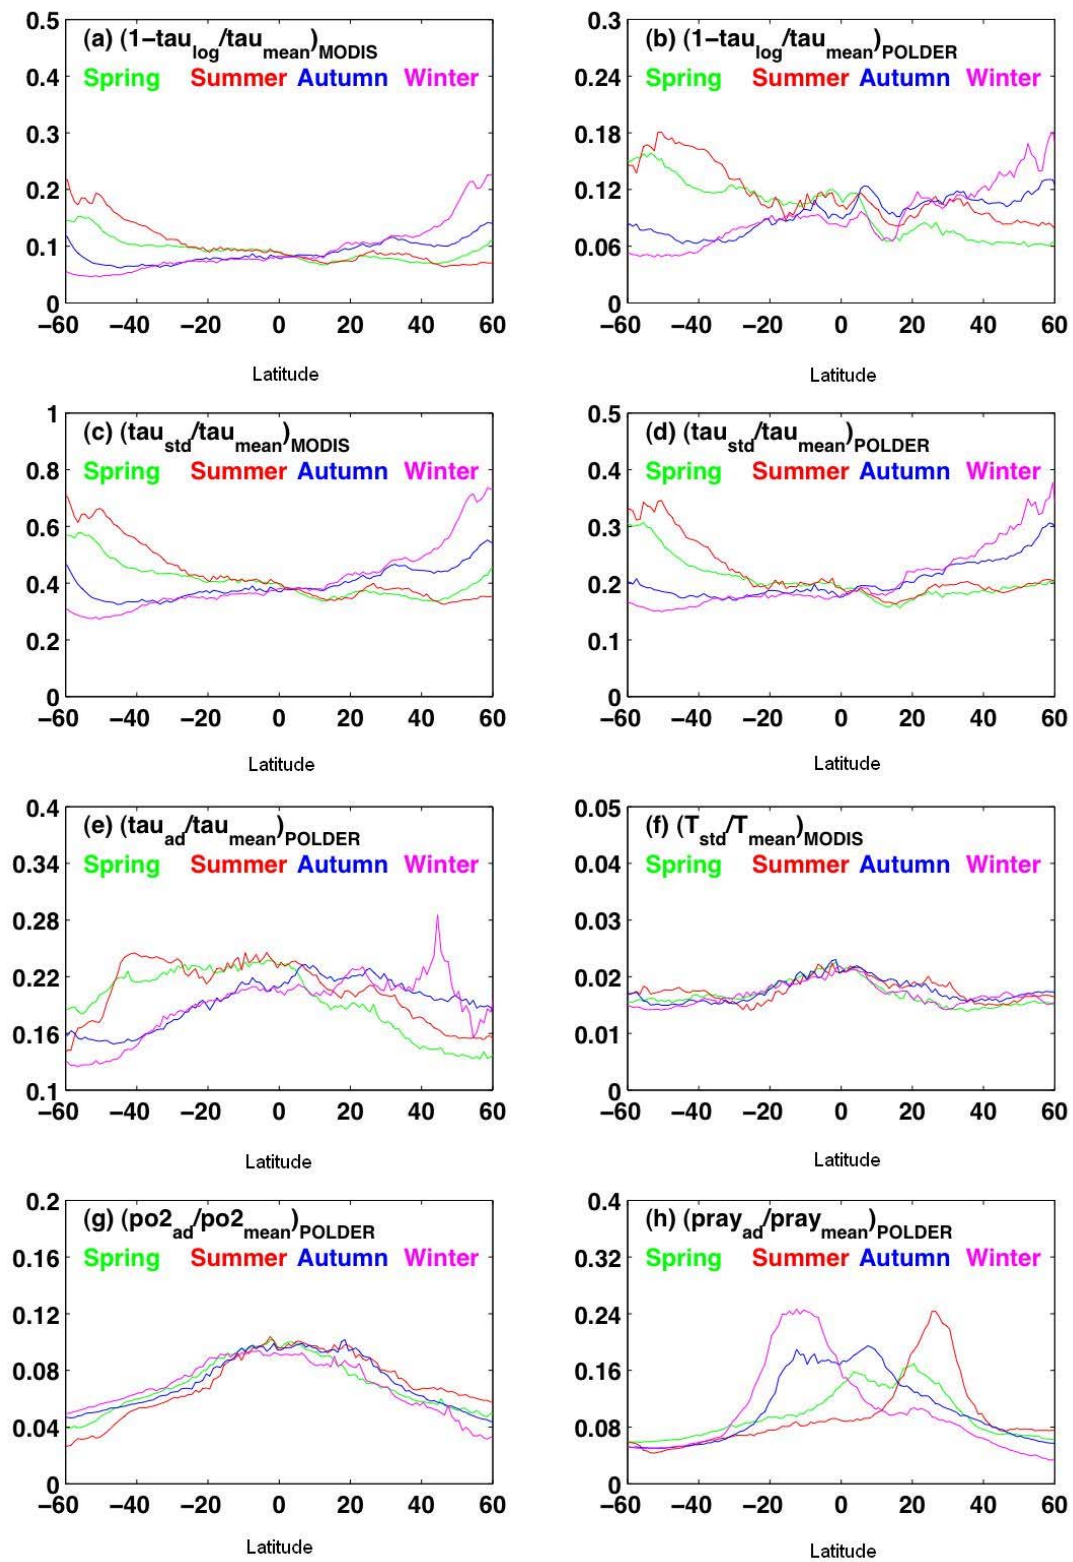 (a) (1−tau_log/tau_mean)_MODIS
Spring Summer Autumn Winter
0.5
0.4
0.3
0.2
0.1
0
−60 −40 −20 0 20 40 60
Latitude
(b) (1−tau_log/tau_mean)_POLDER
Spring Summer Autumn Winter
0.3
0.24
0.18
0.12
0.06
0
−60 −40 −20 0 20 40 60
Latitude
(c) (tau_std/tau_mean)_MODIS
Spring Summer Autumn Winter
1
0.8
0.6
0.4
0.2
0
−60 −40 −20 0 20 40 60
Latitude
(d) (tau_std/tau_mean)_POLDER
Spring Summer Autumn Winter
0.5
0.4
0.3
0.2
0.1
0
−60 −40 −20 0 20 40 60
Latitude
(e) (tau_ad/tau_mean)_POLDER
Spring Summer Autumn Winter
0.4
0.34
0.28
0.22
0.16
0.1
−60 −40 −20 0 20 40 60
Latitude
(f) (T_std/T_mean)_MODIS
Spring Summer Autumn Winter
0.05
0.04
0.03
0.02
0.01
0
−60 −40 −20 0 20 40 60
Latitude
(g) (po2_ad/po2_mean)_POLDER
Spring Summer Autumn Winter
0.2
0.16
0.12
0.08
0.04
0
−60 −40 −20 0 20 40 60
Latitude
(h) (pray_ad/pray_mean)_POLDER
Spring Summer Autumn Winter
0.4
0.32
0.24
0.16
0.08
0
−60 −40 −20 0 20 40 60
Latitude